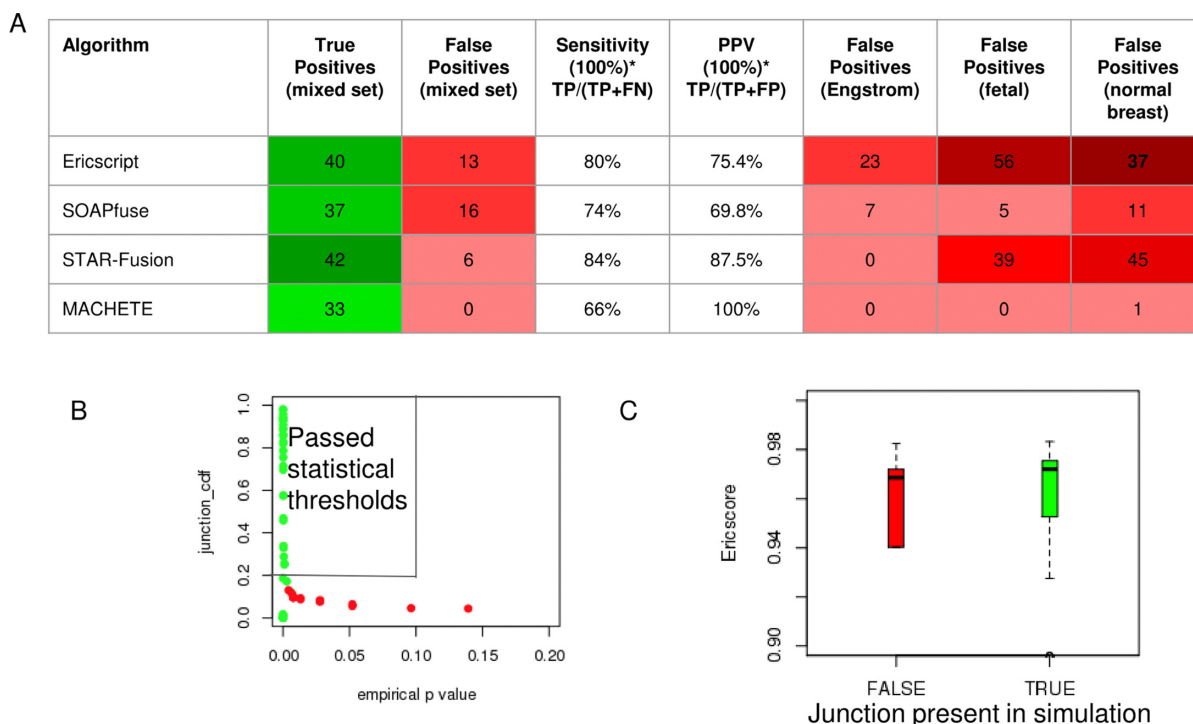 A
Algorithm
True Positives (mixed set)
False Positives (mixed set)
Sensitivity (100%)* TP/(TP+FN)
PPV (100%)* TP/(TP+FP)
False Positives (Engstrom)
False Positives (fetal)
False Positives (normal breast)
Ericscript 40 13 80% 75.4% 23 56 37
SOAPfuse 37 16 74% 69.8% 7 5 11
STAR-Fusion 42 6 84% 87.5% 0 39 45
MACHETE 33 0 66% 100% 0 0 1
B
junction_cdf
1.0
0.8
0.6
0.4
0.2
0.0
Passed
statistical
thresholds
0.00 0.05 0.10 0.15 0.20
empirical p value
C
Ericscore
0.98
0.94
0.90
FALSE TRUE
Junction present in simulation